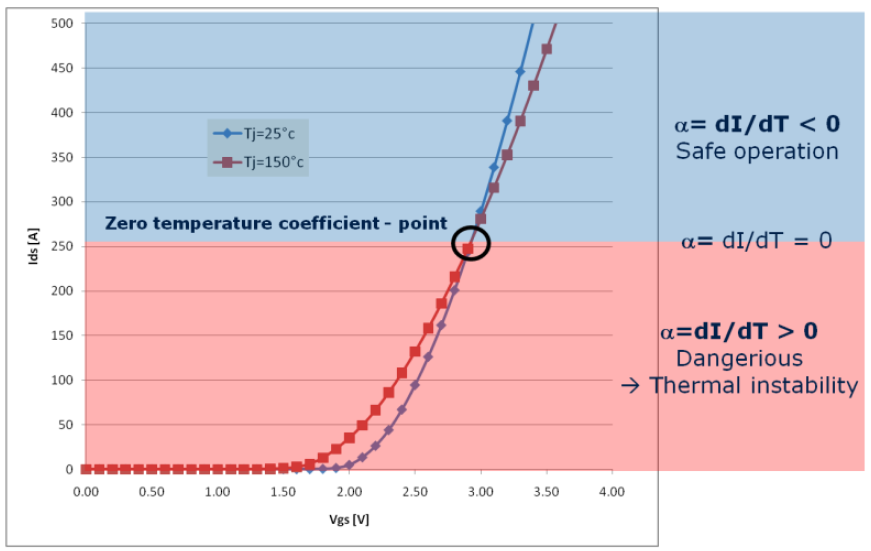 500
450
400
350
300
250
200
150
100
50
0
Ids [A]
Tj=25°c
Tj=150°c
Zero temperature coefficient - point
0.00 0.50 1.00 1.50 2.00 2.50 3.00 3.50 4.00
Vgs [V]
α= dI/dT < 0
Safe operation
α= dI/dT = 0
α=dI/dT > 0
Dangerious
→ Thermal instability